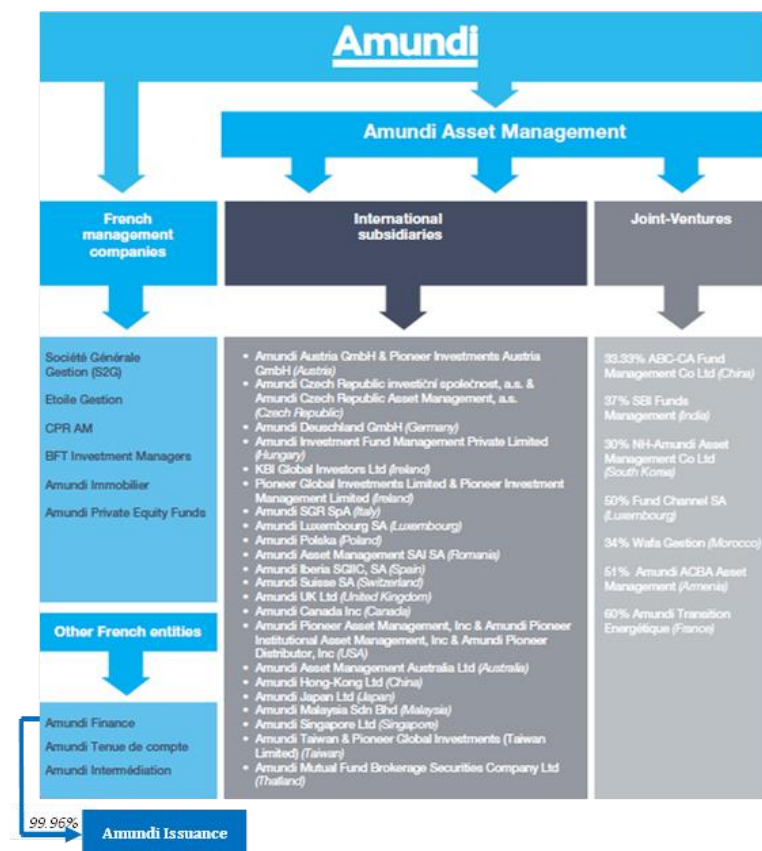 Amundi
Amundi Asset Management
French
management
companies
International
subsidiaries
Joint-Ventures
Société Générale
Gestion (S2G)
Etoile Gestion
CPR AM
BFT Investment Managers
Amundi Immobilier
Amundi Private Equity Funds
Other French entities
Amundi Finance
Amundi Tenue de compte
Amundi Intermédiation
99.96%
Amundi Issuance
• Amundi Austria GmbH & Pioneer Investments Austria
GmbH (Austria)
• Amundi Czech Republic investiční společnost, a.s. &
Amundi Czech Republic Asset Management, a.s.
(Czech Republic)
• Amundi Deuschland GmbH (Germany)
• Amundi Investment Fund Management Private Limited
(Hungary)
• KBI Global Investors Ltd (Ireland)
• Pioneer Global Investments Limited & Pioneer Investment
Management Limited (Ireland)
• Amundi SGR SpA (Italy)
• Amundi Luxembourg SA (Luxembourg)
• Amundi Polska (Poland)
• Amundi Asset Management SAI SA (Romania)
• Amundi Iberia SGIIC, SA (Spain)
• Amundi Suisse SA (Switzerland)
• Amundi UK Ltd (United Kingdom)
• Amundi Canada Inc (Canada)
• Amundi Pioneer Asset Management, Inc & Amundi Pioneer
Institutional Asset Management, Inc & Amundi Pioneer
Distributor, Inc (USA)
• Amundi Asset Management Australia Ltd (Australia)
• Amundi Hong-Kong Ltd (China)
• Amundi Japan Ltd (Japan)
• Amundi Malaysia Sdn Bhd (Malaysia)
• Amundi Singapore Ltd (Singapore)
• Amundi Taiwan & Pioneer Global Investments (Taiwan
Limited) (Taiwan)
• Amundi Mutual Fund Brokerage Securities Company Ltd
(Thailand)
33.33% ABC-CA Fund
Management Co Ltd (China)
37% SBI Funds
Management (India)
30% NH-Amundi Asset
Management Co Ltd
(South Korea)
50% Fund Channel SA
(Luxembourg)
34% Wafa Gestion (Morocco)
51% Amundi ACBA Asset
Management (Armenia)
60% Amundi Transition
Energétique (France)